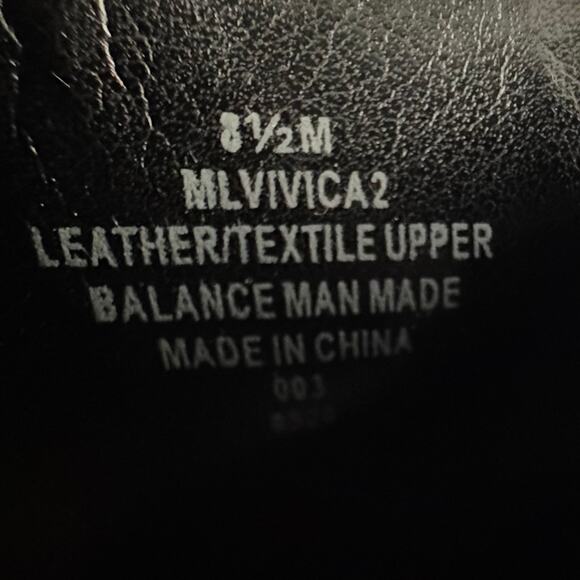 8½M
MLVIVICA2
LEATHER/TEXTILE UPPER
BALANCE MAN MADE
MADE IN CHINA
003